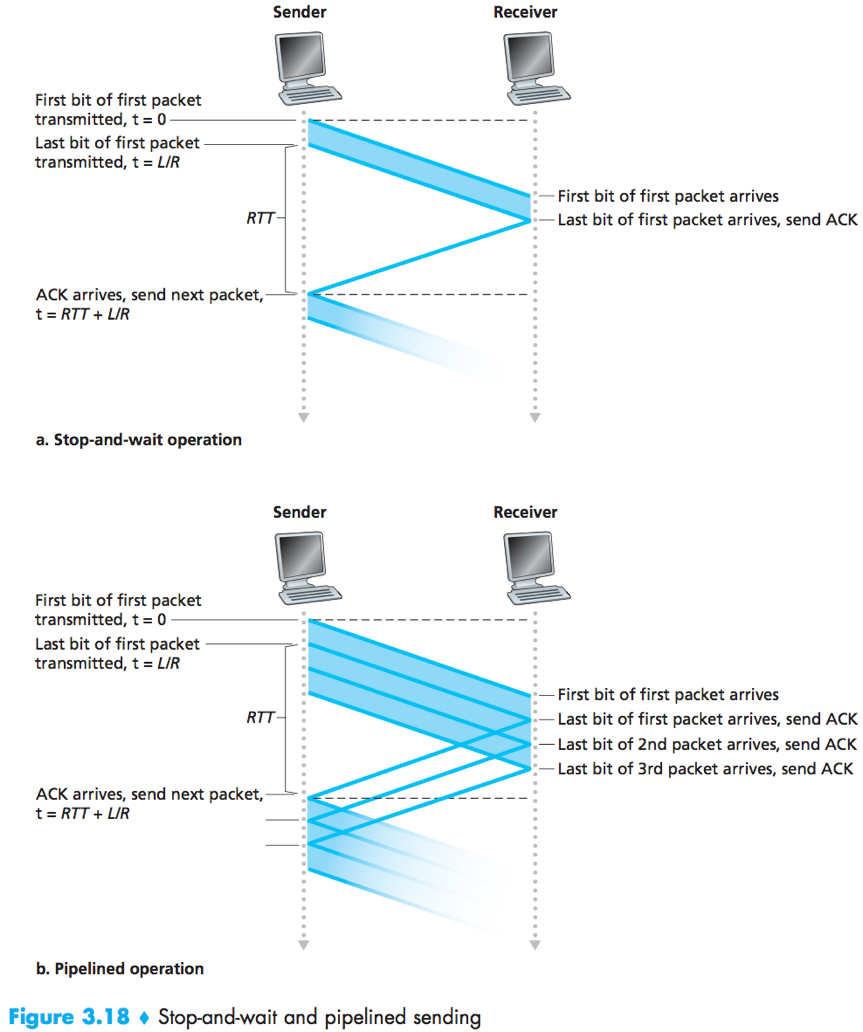 Sender Receiver
First bit of first packet
transmitted, t = 0
Last bit of first packet
transmitted, t = L/R
First bit of first packet arrives
RTT
Last bit of first packet arrives, send ACK
ACK arrives, send next packet,
t = RTT + L/R
a. Stop-and-wait operation
Sender Receiver
First bit of first packet
transmitted, t = 0
Last bit of first packet
transmitted, t = L/R
First bit of first packet arrives
RTT
Last bit of first packet arrives, send ACK
Last bit of 2nd packet arrives, send ACK
Last bit of 3rd packet arrives, send ACK
ACK arrives, send next packet,
t = RTT + L/R
b. Pipelined operation
Figure 3.18 ♦ Stop-and-wait and pipelined sending